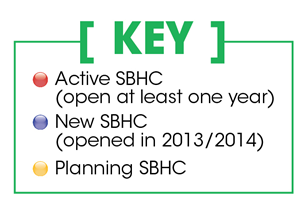 [ KEY ]
Active SBHC
(open at least one year)
New SBHC
(opened in 2013/2014)
Planning SBHC